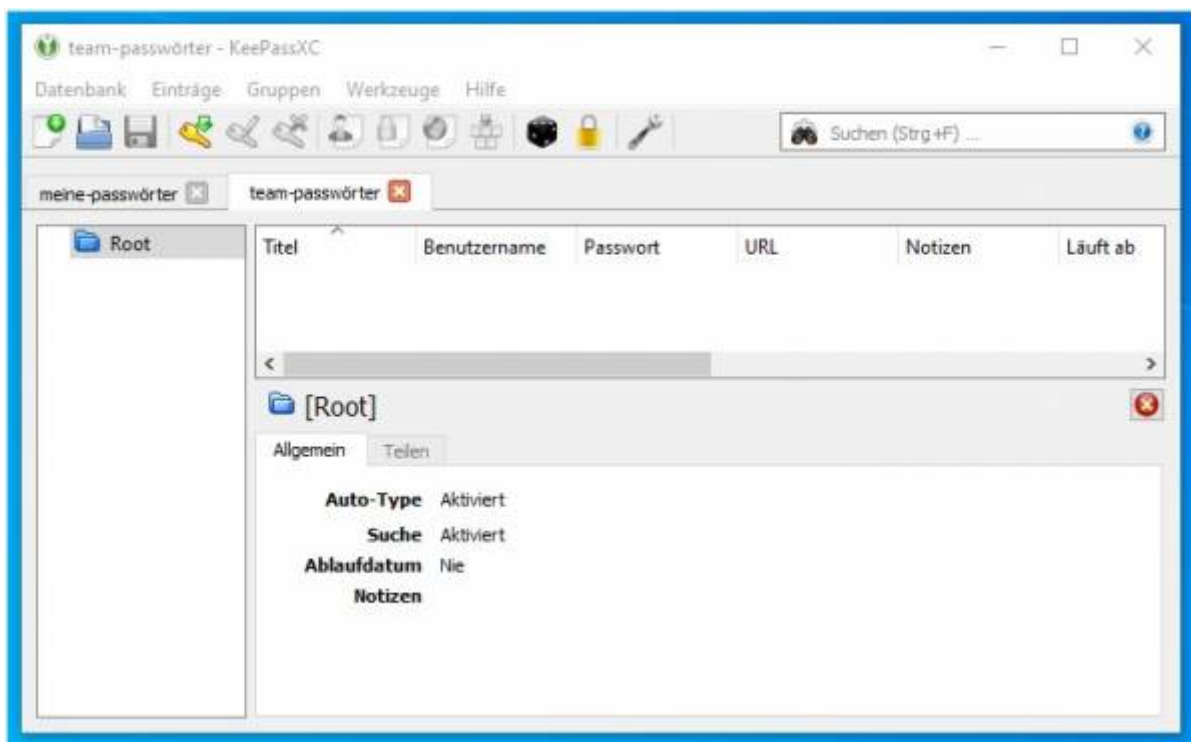 team-passwörter - KeePassXC
Datenbank Einträge Gruppen Werkzeuge Hilfe
Suchen (Strg+F) ...
meine-passwörter team-passwörter
Root
Titel Benutzername Passwort URL Notizen Läuft ab
[Root]
Allgemein Teilen
Auto-Type Aktiviert
Suche Aktiviert
Ablaufdatum Nie
Notizen